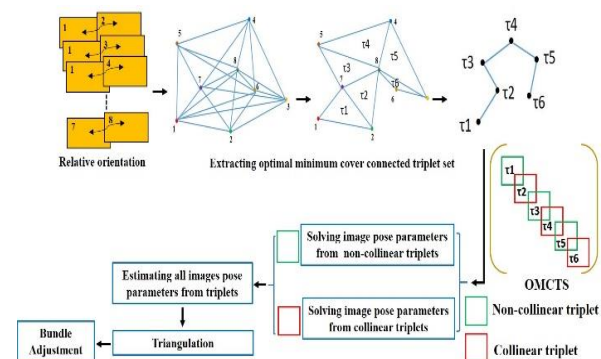 1
2
1
3
1
4
7
8
Relative orientation
5
4
7
8
6
3
1
2
5
4
τ4
τ5
τ3
8
7
τ6
6
τ1
τ2
1
2
Extracting optimal minimum cover connected triplet set
τ4
τ3
τ5
τ2
τ6
τ1
τ1
τ2
τ3
τ4
τ5
τ6
OMCTS
Non-collinear triplet
Collinear triplet
Solving image pose parameters
from non-collinear triplets
Solving image pose parameters
from collinear triplets
Estimating all images pose
parameters from triplets
Triangulation
Bundle
Adjustment